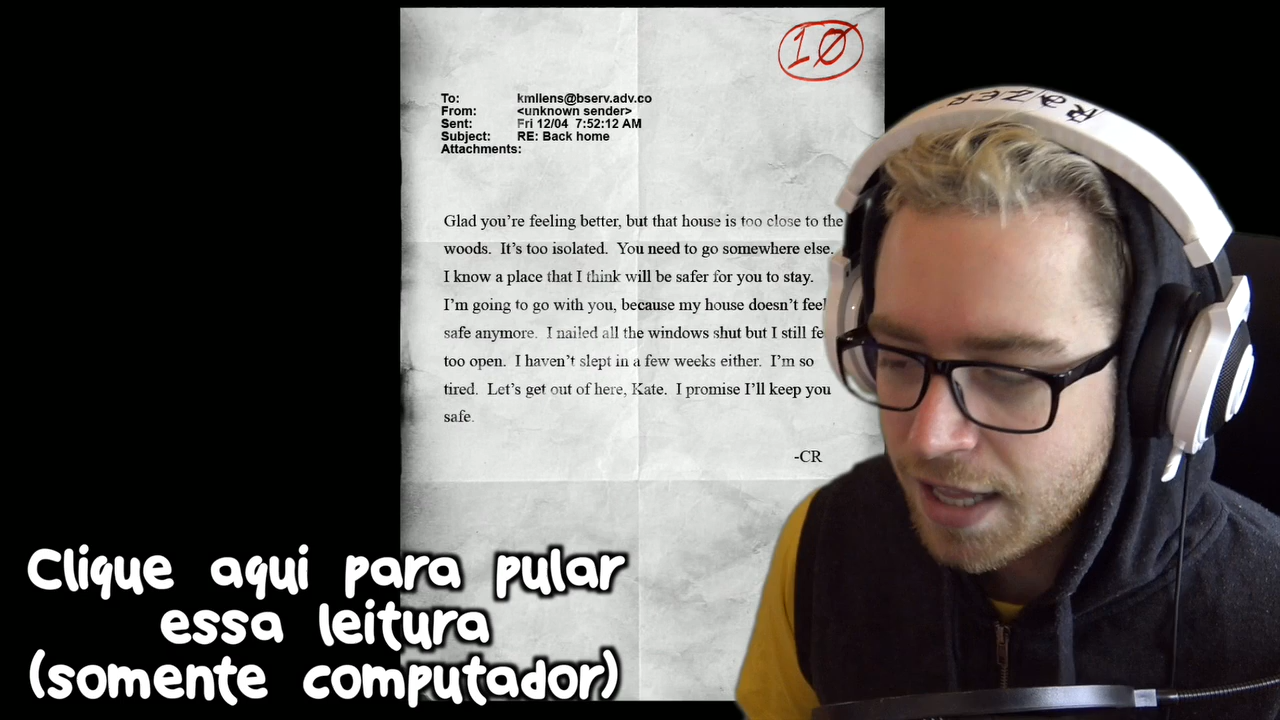 10
To: kmllens@bserv.adv.co
From: <unknown sender>
Sent: Fri 12/04 7:52:12 AM
Subject: RE: Back home
Attachments:
Glad you're feeling better, but that house is too close to the
woods. It's too isolated. You need to go somewhere else.
I know a place that I think will be safer for you to stay.
I'm going to go with you, because my house doesn't feel
safe anymore. I nailed all the windows shut but I still
too open. I haven't slept in a few weeks either. I'm so
tired. Let's get out of here, Kate. I promise I'll keep you
safe.
-CR
RAZER
Clique aqui para pular
essa leitura
(somente computador)